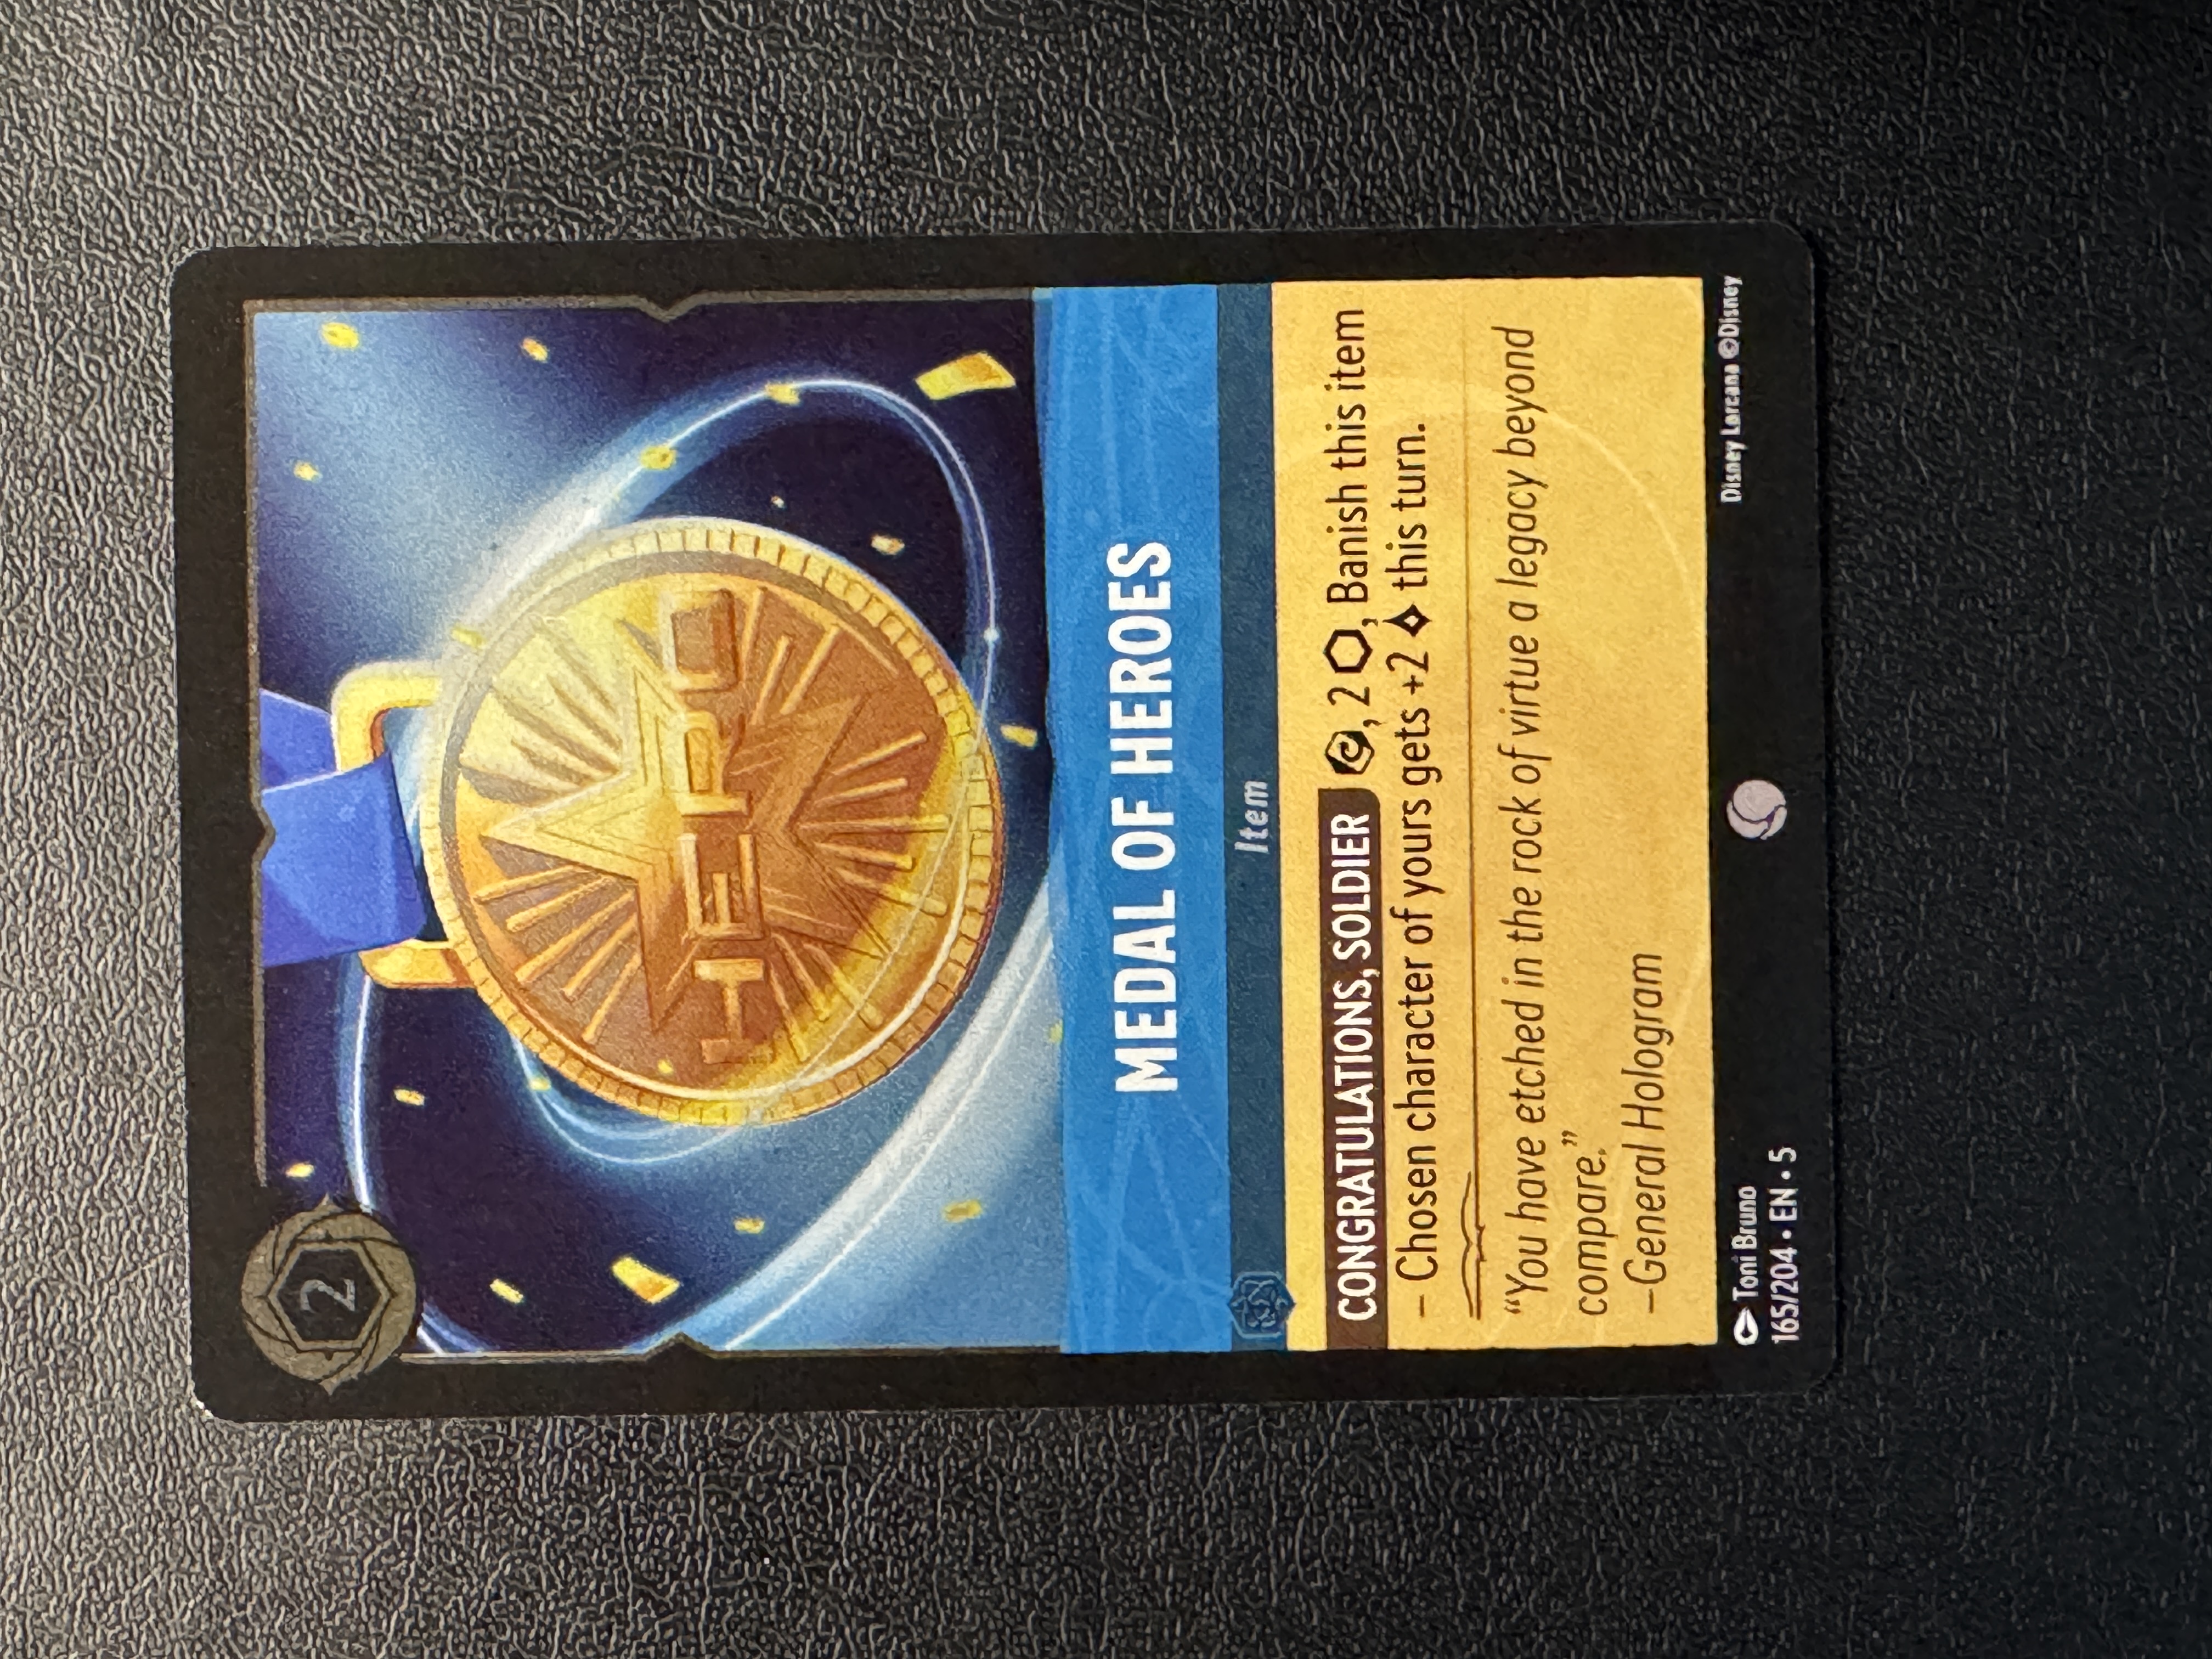 2
HERO
MEDAL OF HEROES
Item
CONGRATULATIONS, SOLDIER , 2 , Banish this item
– Chosen character of yours gets +2 this turn.
“You have etched in the rock of virtue a legacy beyond
compare.”
–General Hologram
Toni Bruno
165/204 • EN • 5
Disney Lorcana ©Disney